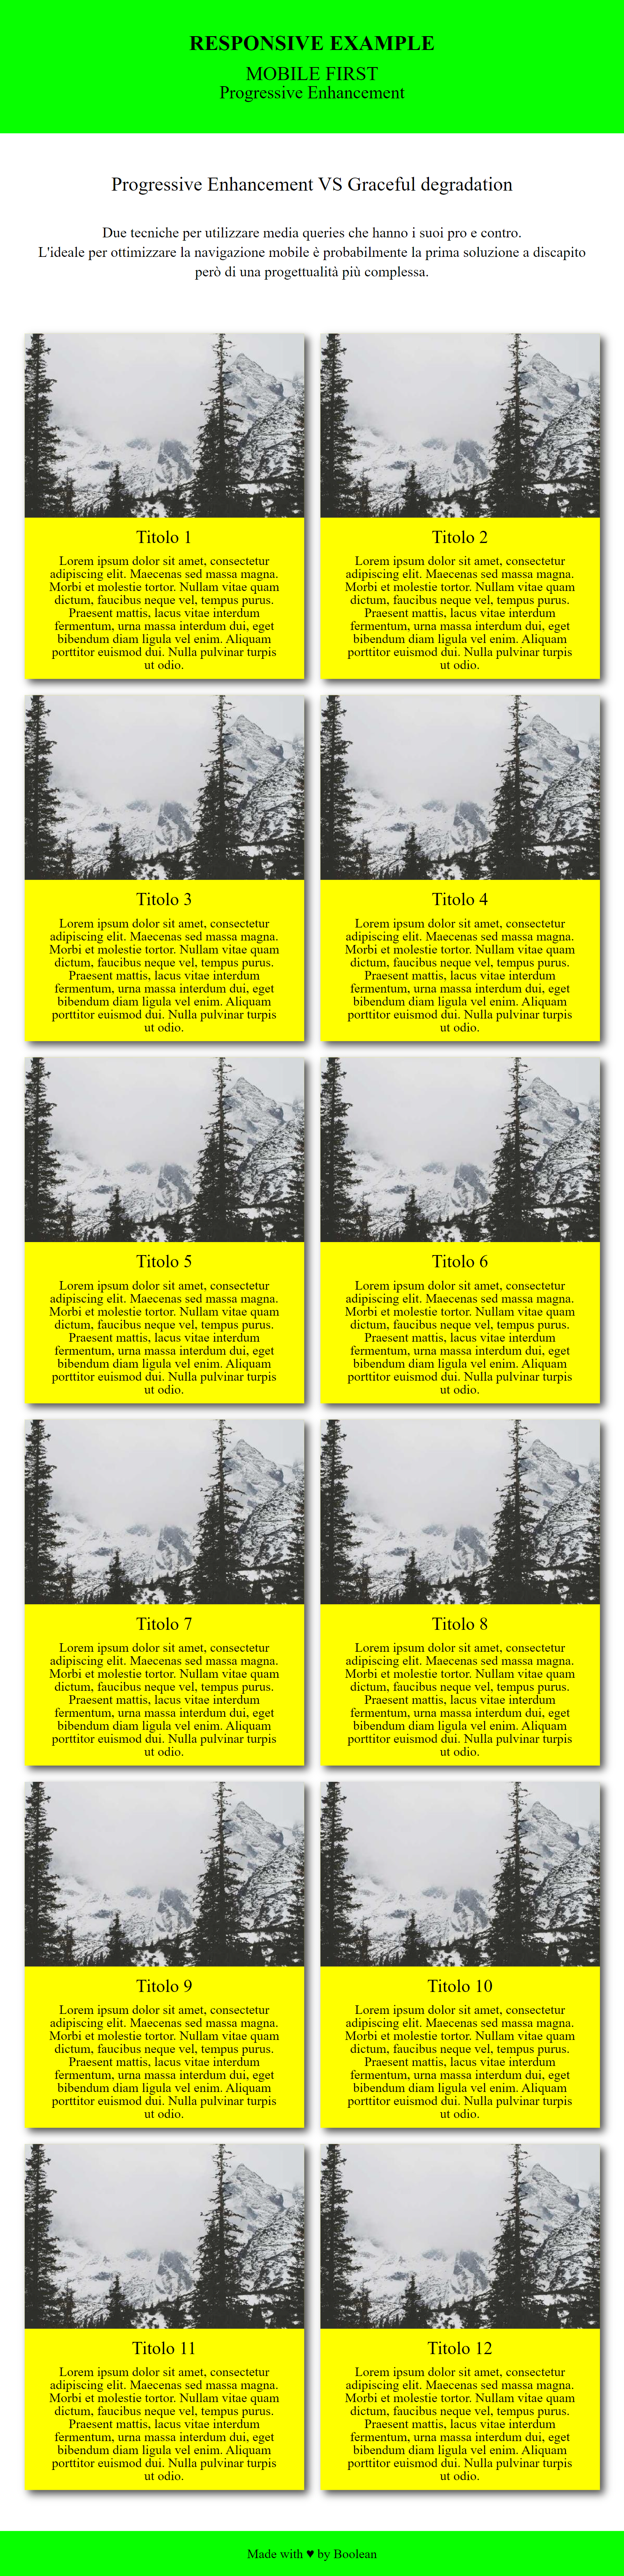 RESPONSIVE EXAMPLE
MOBILE FIRST
Progressive Enhancement
Progressive Enhancement VS Graceful degradation
Due tecniche per utilizzare media queries che hanno i suoi pro e contro.
L'ideale per ottimizzare la navigazione mobile è probabilmente la prima soluzione a discapito
però di una progettualità più complessa.
Titolo 1
Lorem ipsum dolor sit amet, consectetur
adipiscing elit. Maecenas sed massa magna.
Morbi et molestie tortor. Nullam vitae quam
dictum, faucibus neque vel, tempus purus.
Praesent mattis, lacus vitae interdum
fermentum, urna massa interdum dui, eget
bibendum diam ligula vel enim. Aliquam
porttitor euismod dui. Nulla pulvinar turpis
ut odio.
Titolo 2
Lorem ipsum dolor sit amet, consectetur
adipiscing elit. Maecenas sed massa magna.
Morbi et molestie tortor. Nullam vitae quam
dictum, faucibus neque vel, tempus purus.
Praesent mattis, lacus vitae interdum
fermentum, urna massa interdum dui, eget
bibendum diam ligula vel enim. Aliquam
porttitor euismod dui. Nulla pulvinar turpis
ut odio.
Titolo 3
Lorem ipsum dolor sit amet, consectetur
adipiscing elit. Maecenas sed massa magna.
Morbi et molestie tortor. Nullam vitae quam
dictum, faucibus neque vel, tempus purus.
Praesent mattis, lacus vitae interdum
fermentum, urna massa interdum dui, eget
bibendum diam ligula vel enim. Aliquam
porttitor euismod dui. Nulla pulvinar turpis
ut odio.
Titolo 4
Lorem ipsum dolor sit amet, consectetur
adipiscing elit. Maecenas sed massa magna.
Morbi et molestie tortor. Nullam vitae quam
dictum, faucibus neque vel, tempus purus.
Praesent mattis, lacus vitae interdum
fermentum, urna massa interdum dui, eget
bibendum diam ligula vel enim. Aliquam
porttitor euismod dui. Nulla pulvinar turpis
ut odio.
Titolo 5
Lorem ipsum dolor sit amet, consectetur
adipiscing elit. Maecenas sed massa magna.
Morbi et molestie tortor. Nullam vitae quam
dictum, faucibus neque vel, tempus purus.
Praesent mattis, lacus vitae interdum
fermentum, urna massa interdum dui, eget
bibendum diam ligula vel enim. Aliquam
porttitor euismod dui. Nulla pulvinar turpis
ut odio.
Titolo 6
Lorem ipsum dolor sit amet, consectetur
adipiscing elit. Maecenas sed massa magna.
Morbi et molestie tortor. Nullam vitae quam
dictum, faucibus neque vel, tempus purus.
Praesent mattis, lacus vitae interdum
fermentum, urna massa interdum dui, eget
bibendum diam ligula vel enim. Aliquam
porttitor euismod dui. Nulla pulvinar turpis
ut odio.
Titolo 7
Lorem ipsum dolor sit amet, consectetur
adipiscing elit. Maecenas sed massa magna.
Morbi et molestie tortor. Nullam vitae quam
dictum, faucibus neque vel, tempus purus.
Praesent mattis, lacus vitae interdum
fermentum, urna massa interdum dui, eget
bibendum diam ligula vel enim. Aliquam
porttitor euismod dui. Nulla pulvinar turpis
ut odio.
Titolo 8
Lorem ipsum dolor sit amet, consectetur
adipiscing elit. Maecenas sed massa magna.
Morbi et molestie tortor. Nullam vitae quam
dictum, faucibus neque vel, tempus purus.
Praesent mattis, lacus vitae interdum
fermentum, urna massa interdum dui, eget
bibendum diam ligula vel enim. Aliquam
porttitor euismod dui. Nulla pulvinar turpis
ut odio.
Titolo 9
Lorem ipsum dolor sit amet, consectetur
adipiscing elit. Maecenas sed massa magna.
Morbi et molestie tortor. Nullam vitae quam
dictum, faucibus neque vel, tempus purus.
Praesent mattis, lacus vitae interdum
fermentum, urna massa interdum dui, eget
bibendum diam ligula vel enim. Aliquam
porttitor euismod dui. Nulla pulvinar turpis
ut odio.
Titolo 10
Lorem ipsum dolor sit amet, consectetur
adipiscing elit. Maecenas sed massa magna.
Morbi et molestie tortor. Nullam vitae quam
dictum, faucibus neque vel, tempus purus.
Praesent mattis, lacus vitae interdum
fermentum, urna massa interdum dui, eget
bibendum diam ligula vel enim. Aliquam
porttitor euismod dui. Nulla pulvinar turpis
ut odio.
Titolo 11
Lorem ipsum dolor sit amet, consectetur
adipiscing elit. Maecenas sed massa magna.
Morbi et molestie tortor. Nullam vitae quam
dictum, faucibus neque vel, tempus purus.
Praesent mattis, lacus vitae interdum
fermentum, urna massa interdum dui, eget
bibendum diam ligula vel enim. Aliquam
porttitor euismod dui. Nulla pulvinar turpis
ut odio.
Titolo 12
Lorem ipsum dolor sit amet, consectetur
adipiscing elit. Maecenas sed massa magna.
Morbi et molestie tortor. Nullam vitae quam
dictum, faucibus neque vel, tempus purus.
Praesent mattis, lacus vitae interdum
fermentum, urna massa interdum dui, eget
bibendum diam ligula vel enim. Aliquam
porttitor euismod dui. Nulla pulvinar turpis
ut odio.
Made with ♥ by Boolean